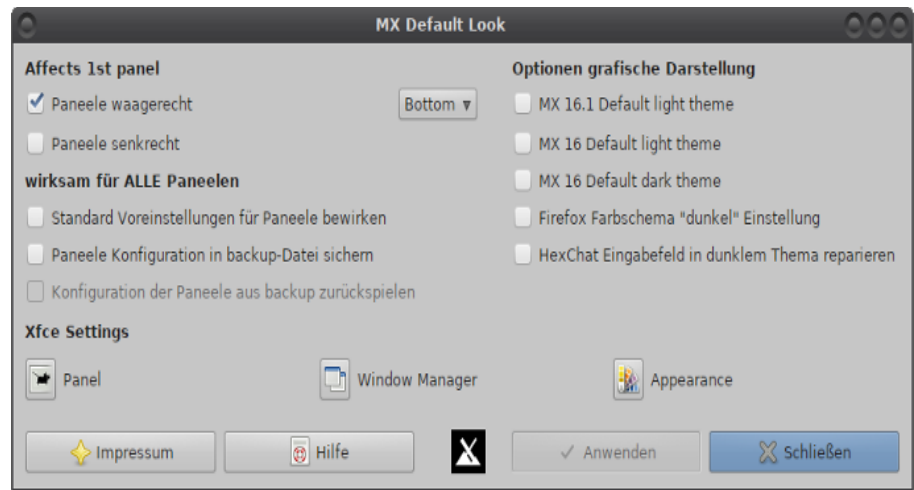 MX Default Look
Affects 1st panel
Paneele waagerecht
Bottom
Paneele senkrecht
wirksam für ALLE Paneelen
Standard Voreinstellungen für Paneele bewirken
Paneele Konfiguration in backup-Datei sichern
Konfiguration der Paneele aus backup zurückspielen
Optionen grafische Darstellung
MX 16.1 Default light theme
MX 16 Default light theme
MX 16 Default dark theme
Firefox Farbschema "dunkel" Einstellung
HexChat Eingabefeld in dunklem Thema reparieren
Xfce Settings
Panel
Window Manager
Appearance
Impressum
Hilfe
Anwenden
Schließen